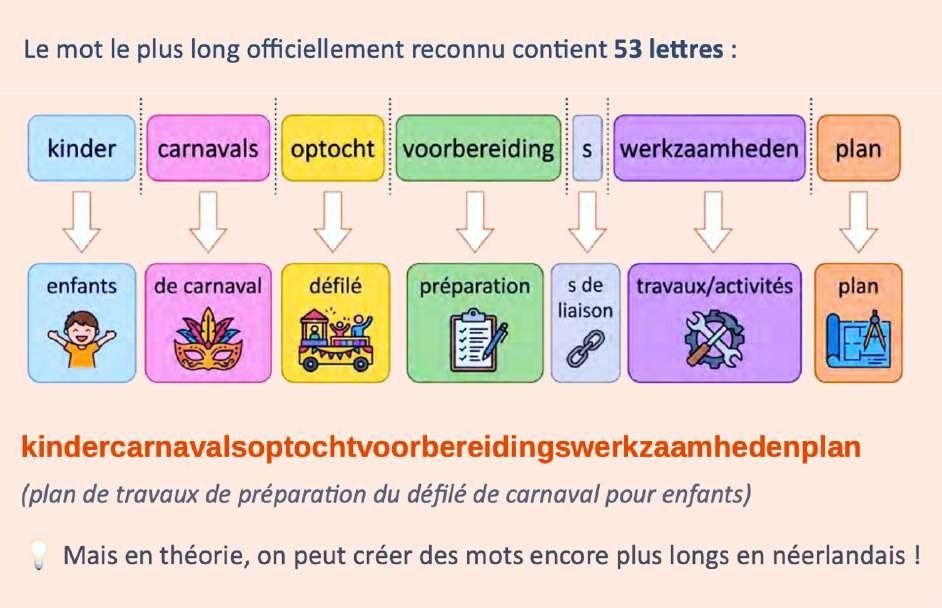 Le mot le plus long officiellement reconnu contient 53 lettres :
kinder carnavals optocht voorbereiding s werkzaamheden plan
enfants de carnaval défilé préparation s de liaison travaux/activités plan
kindercarnavalsoptochtvoorbereidingswerkzaamhedenplan
(plan de travaux de préparation du défilé de carnaval pour enfants)
Mais en théorie, on peut créer des mots encore plus longs en néerlandais !